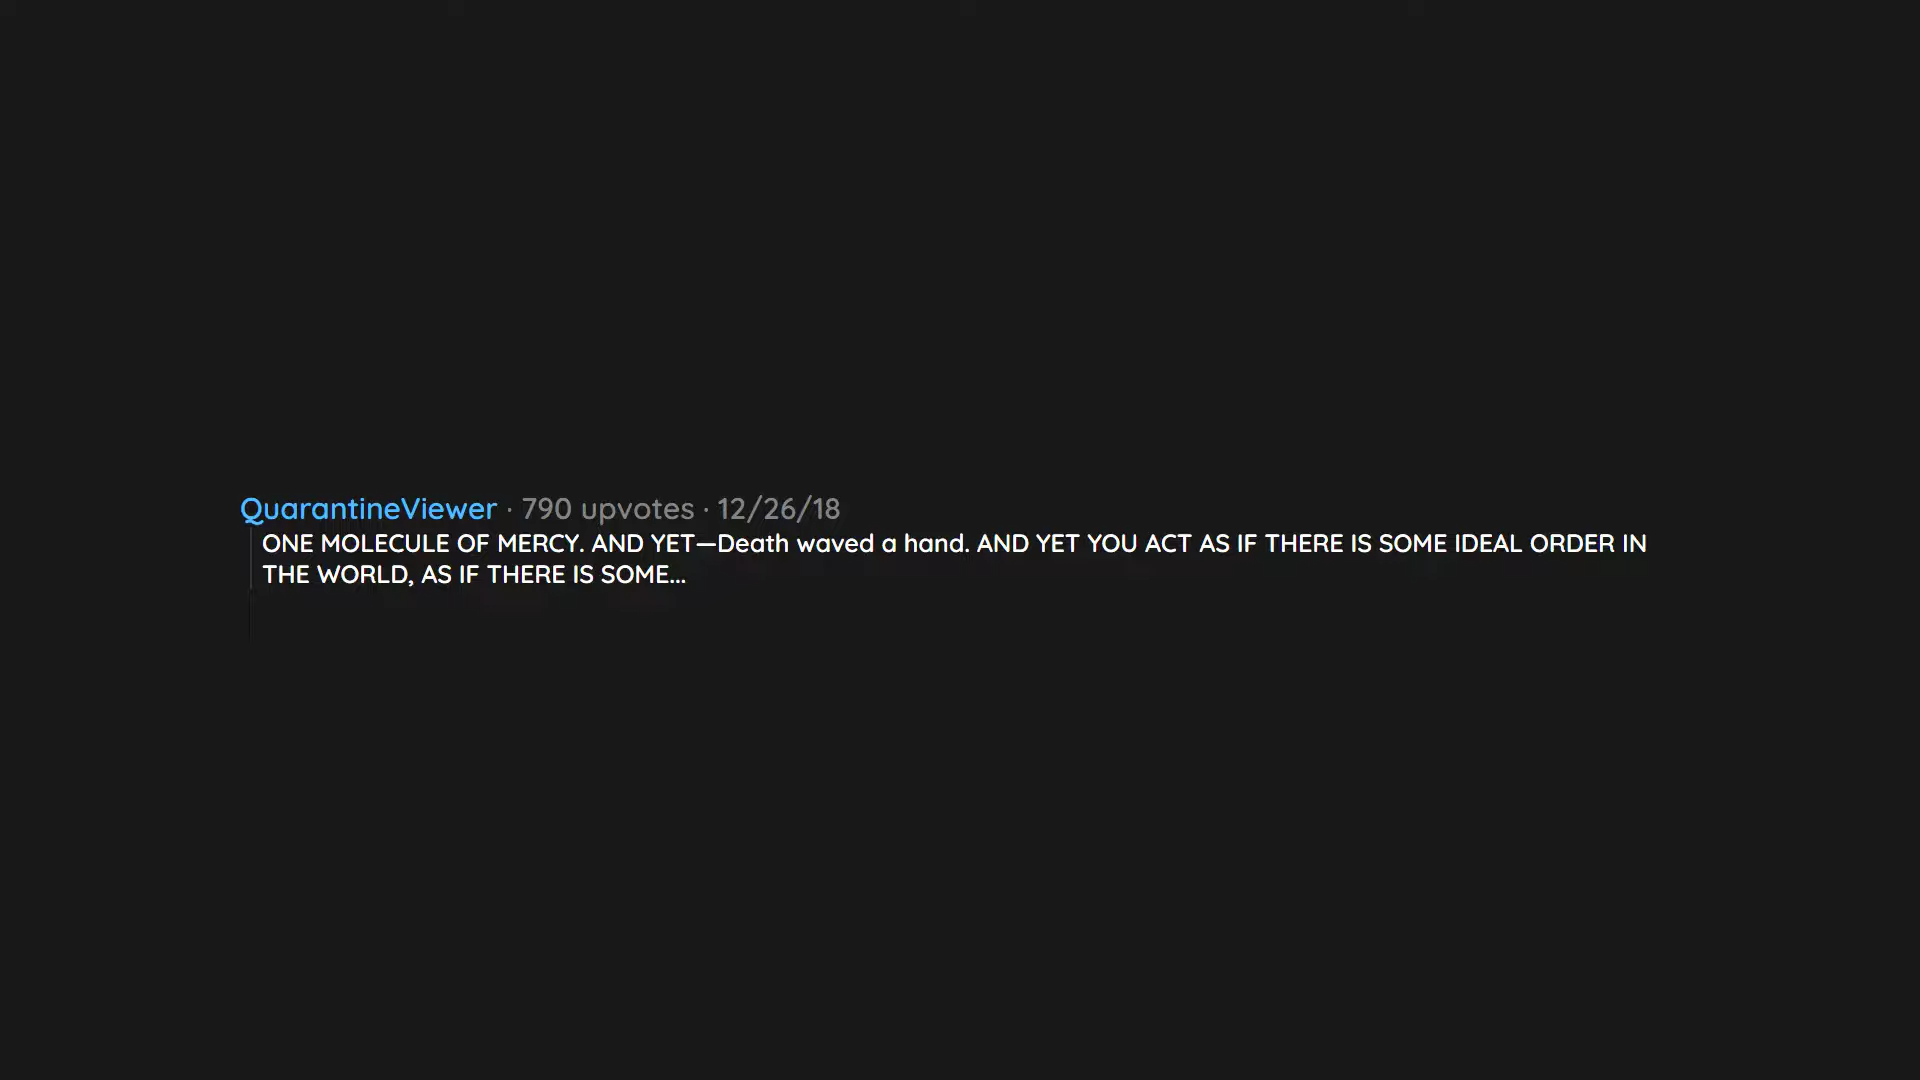 QuarantineViewer · 790 upvotes · 12/26/18
ONE MOLECULE OF MERCY. AND YET—Death waved a hand. AND YET YOU ACT AS IF THERE IS SOME IDEAL ORDER IN
THE WORLD, AS IF THERE IS SOME...